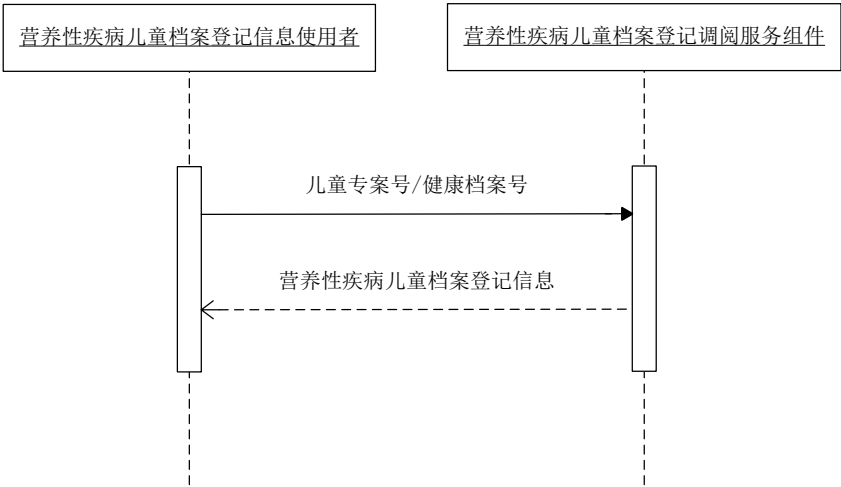 营养性疾病儿童档案登记信息使用者
营养性疾病儿童档案登记调阅服务组件
儿童专案号/健康档案号
营养性疾病儿童档案登记信息